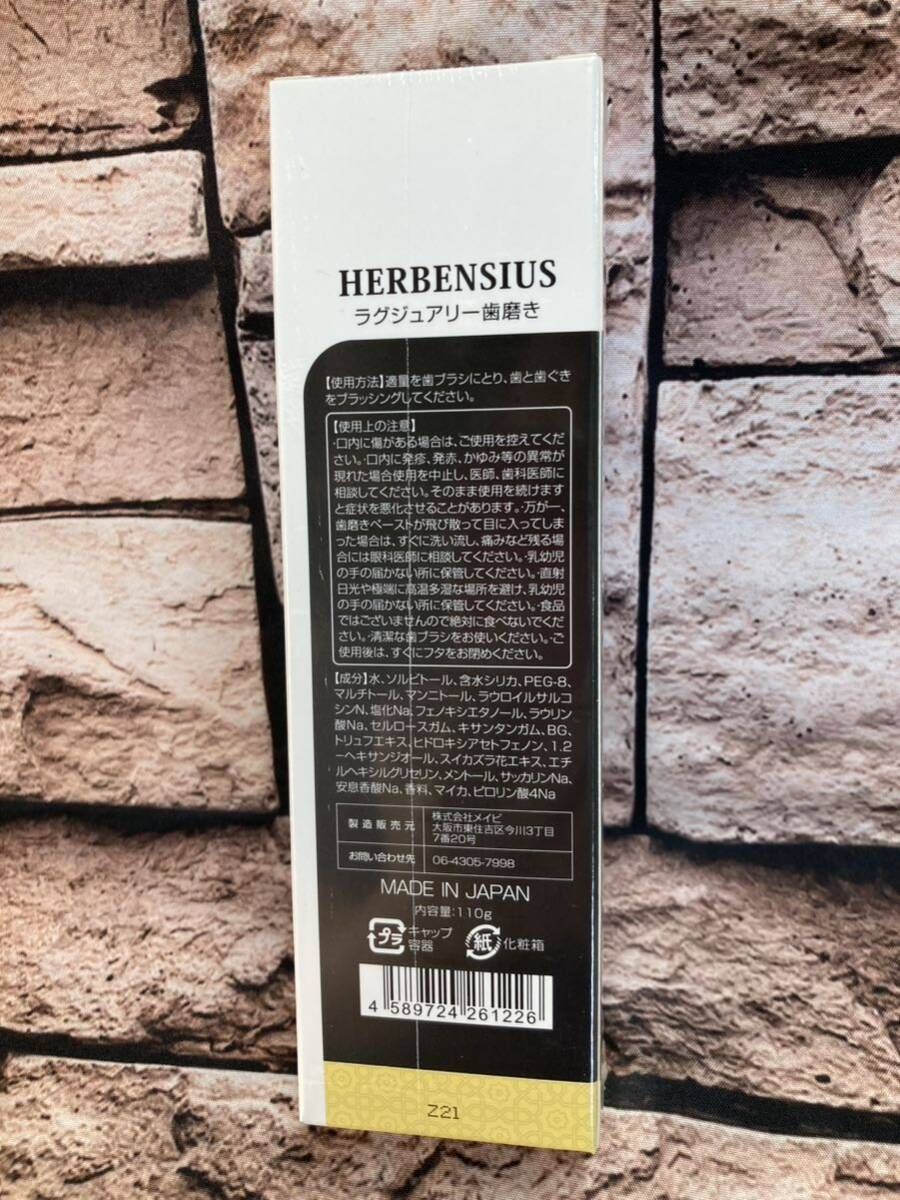 HERBENSIUS
ラグジュアリー歯磨き
【使用方法】適量を歯ブラシにとり、歯と歯ぐき
をブラッシングしてください。
【使用上の注意】
・口内に傷がある場合は、ご使用を控えてくだ
さい。・口内に発疹、発赤、かゆみ等の異常が
現れた場合使用を中止し、医師、歯科医師に
相談してください。そのまま使用を続けます
と症状を悪化させることがあります。・万が一、
歯磨きペーストが飛び散って目に入ってしま
った場合は、すぐに洗い流し、痛みなど残る場
合には眼科医師に相談してください。・乳幼児
の手の届かない所に保管してください。・直射
日光や極端に高温多湿な場所を避け、乳幼児
の手の届かない所に保管してください。・食品
ではございませんので絶対に食べないでくだ
さい。・清潔な歯ブラシをお使いください。・ご
使用後は、すぐにフタをお閉めください。
【成分】水、ソルビトール、含水シリカ、PEG-8、
マルチトール、マンニトール、ラウロイルサルコ
シンN、塩化Na、フェノキシエタノール、ラウリン
酸Na、セルロースガム、キサンタンガム、BG、
トリュフエキス、ヒドロキシアセトフェノン、1.2
ーヘキサンジオール、スイカズラ花エキス、エチ
ルヘキシルグリセリン、メントール、サッカリンNa、
安息香酸Na、香料、マイカ、ピロリン酸4Na
製造販売元
株式会社メイビ
大阪市東住吉区今川3丁目
7番20号
お問い合わせ先
06-4305-7998
MADE IN JAPAN
内容量:110g
プラ キャップ
容器
紙 化粧箱
4 589724 261226
Z21